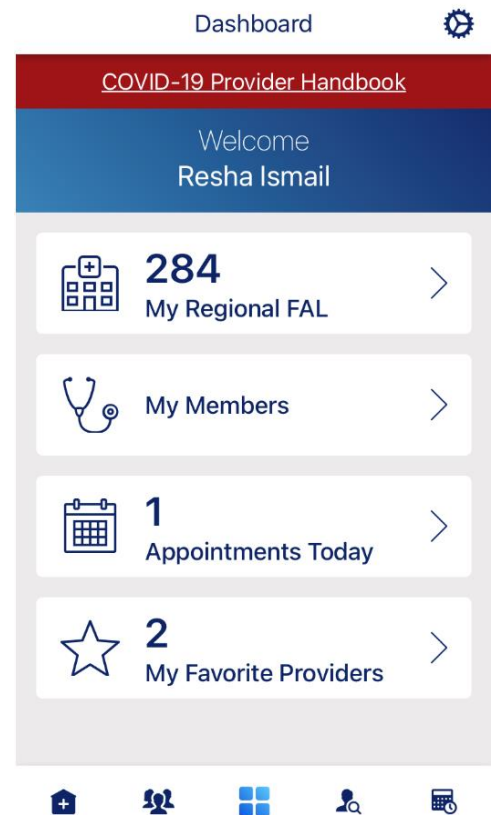 Dashboard
COVID-19 Provider Handbook
Welcome
Resha Ismail
284
My Regional FAL
My Members
1
Appointments Today
2
My Favorite Providers